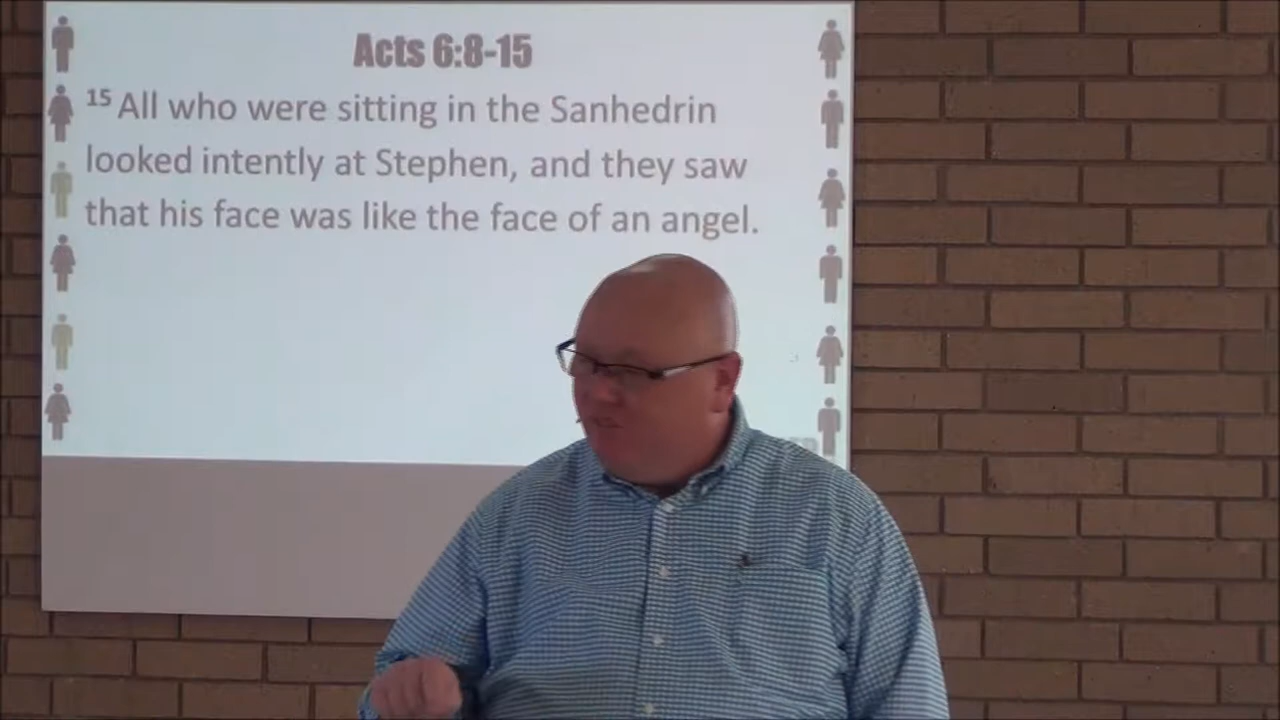 Acts 6:8-15
15 All who were sitting in the Sanhedrin
looked intently at Stephen, and they saw
that his face was like the face of an angel.